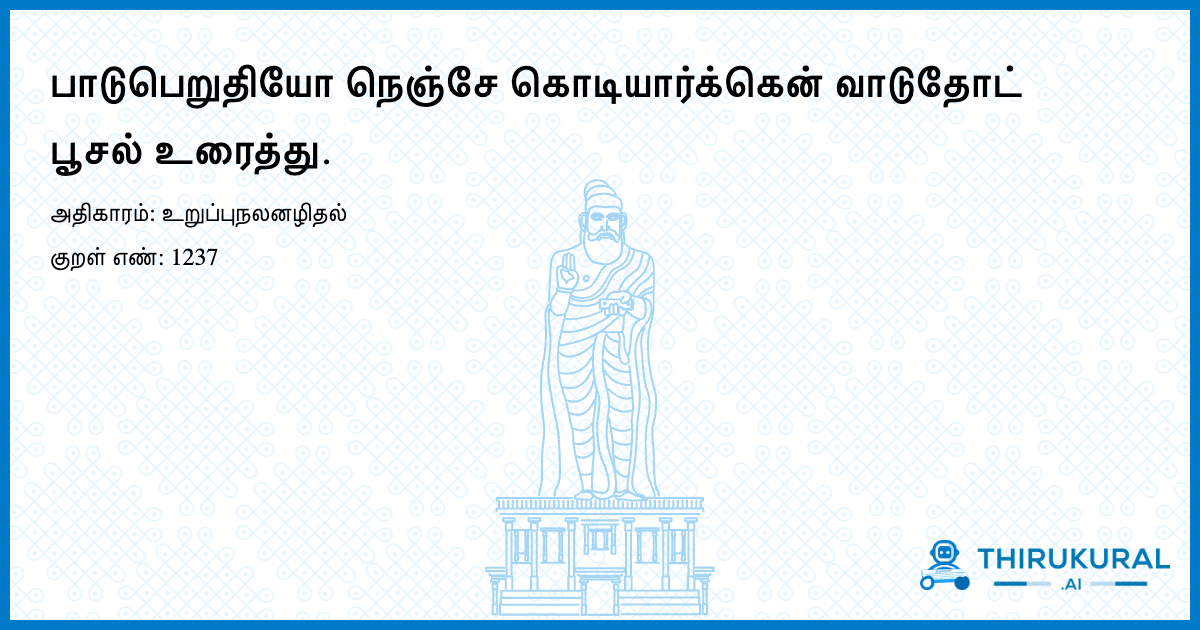 பாடுபெறுதியோ நெஞ்சே கொடியார்க்கென் வாடுதோட்
பூசல் உரைத்து.
அதிகாரம்: உறுப்புநலனழிதல்
குறள் எண்: 1237
THIRUKURAL
.AI